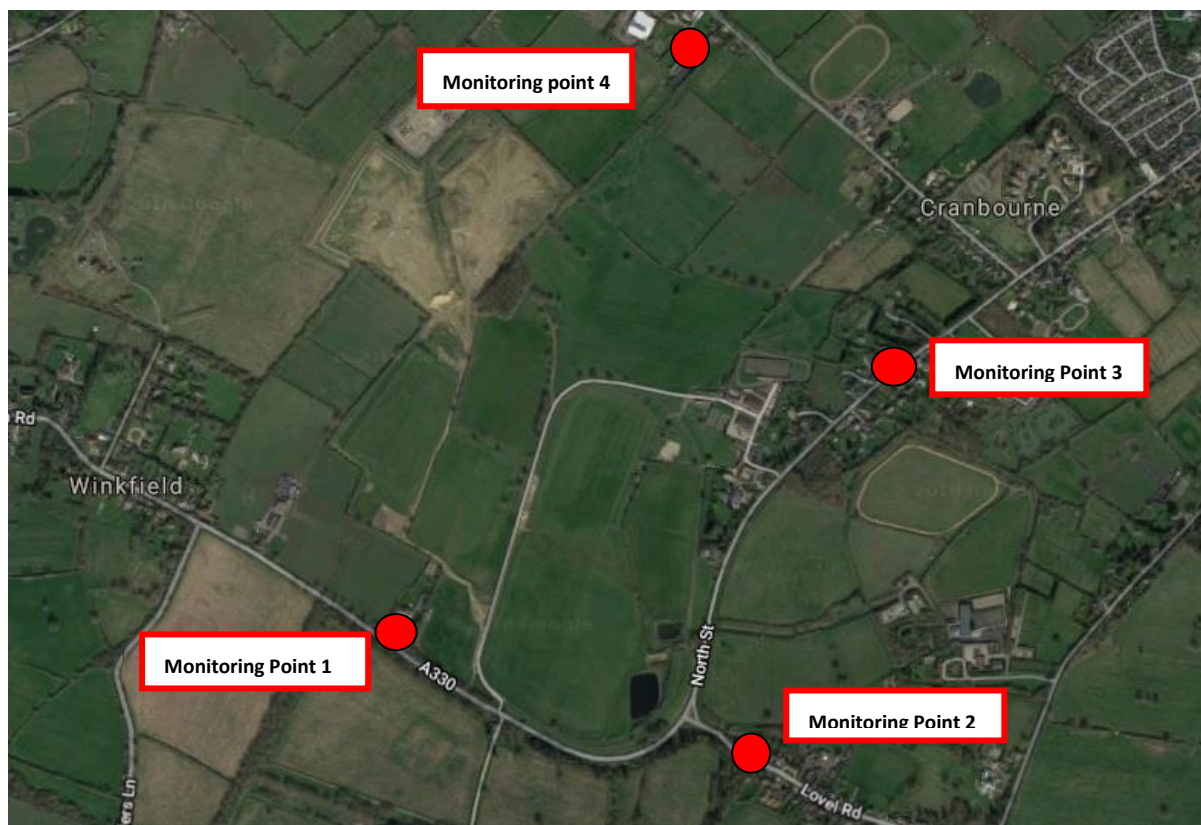 Monitoring point 4
Cranbourne
Monitoring Point 3
Rd
Winkfield
Monitoring Point 1
A330
North St
Monitoring Point 2
Lovel Rd
Ln